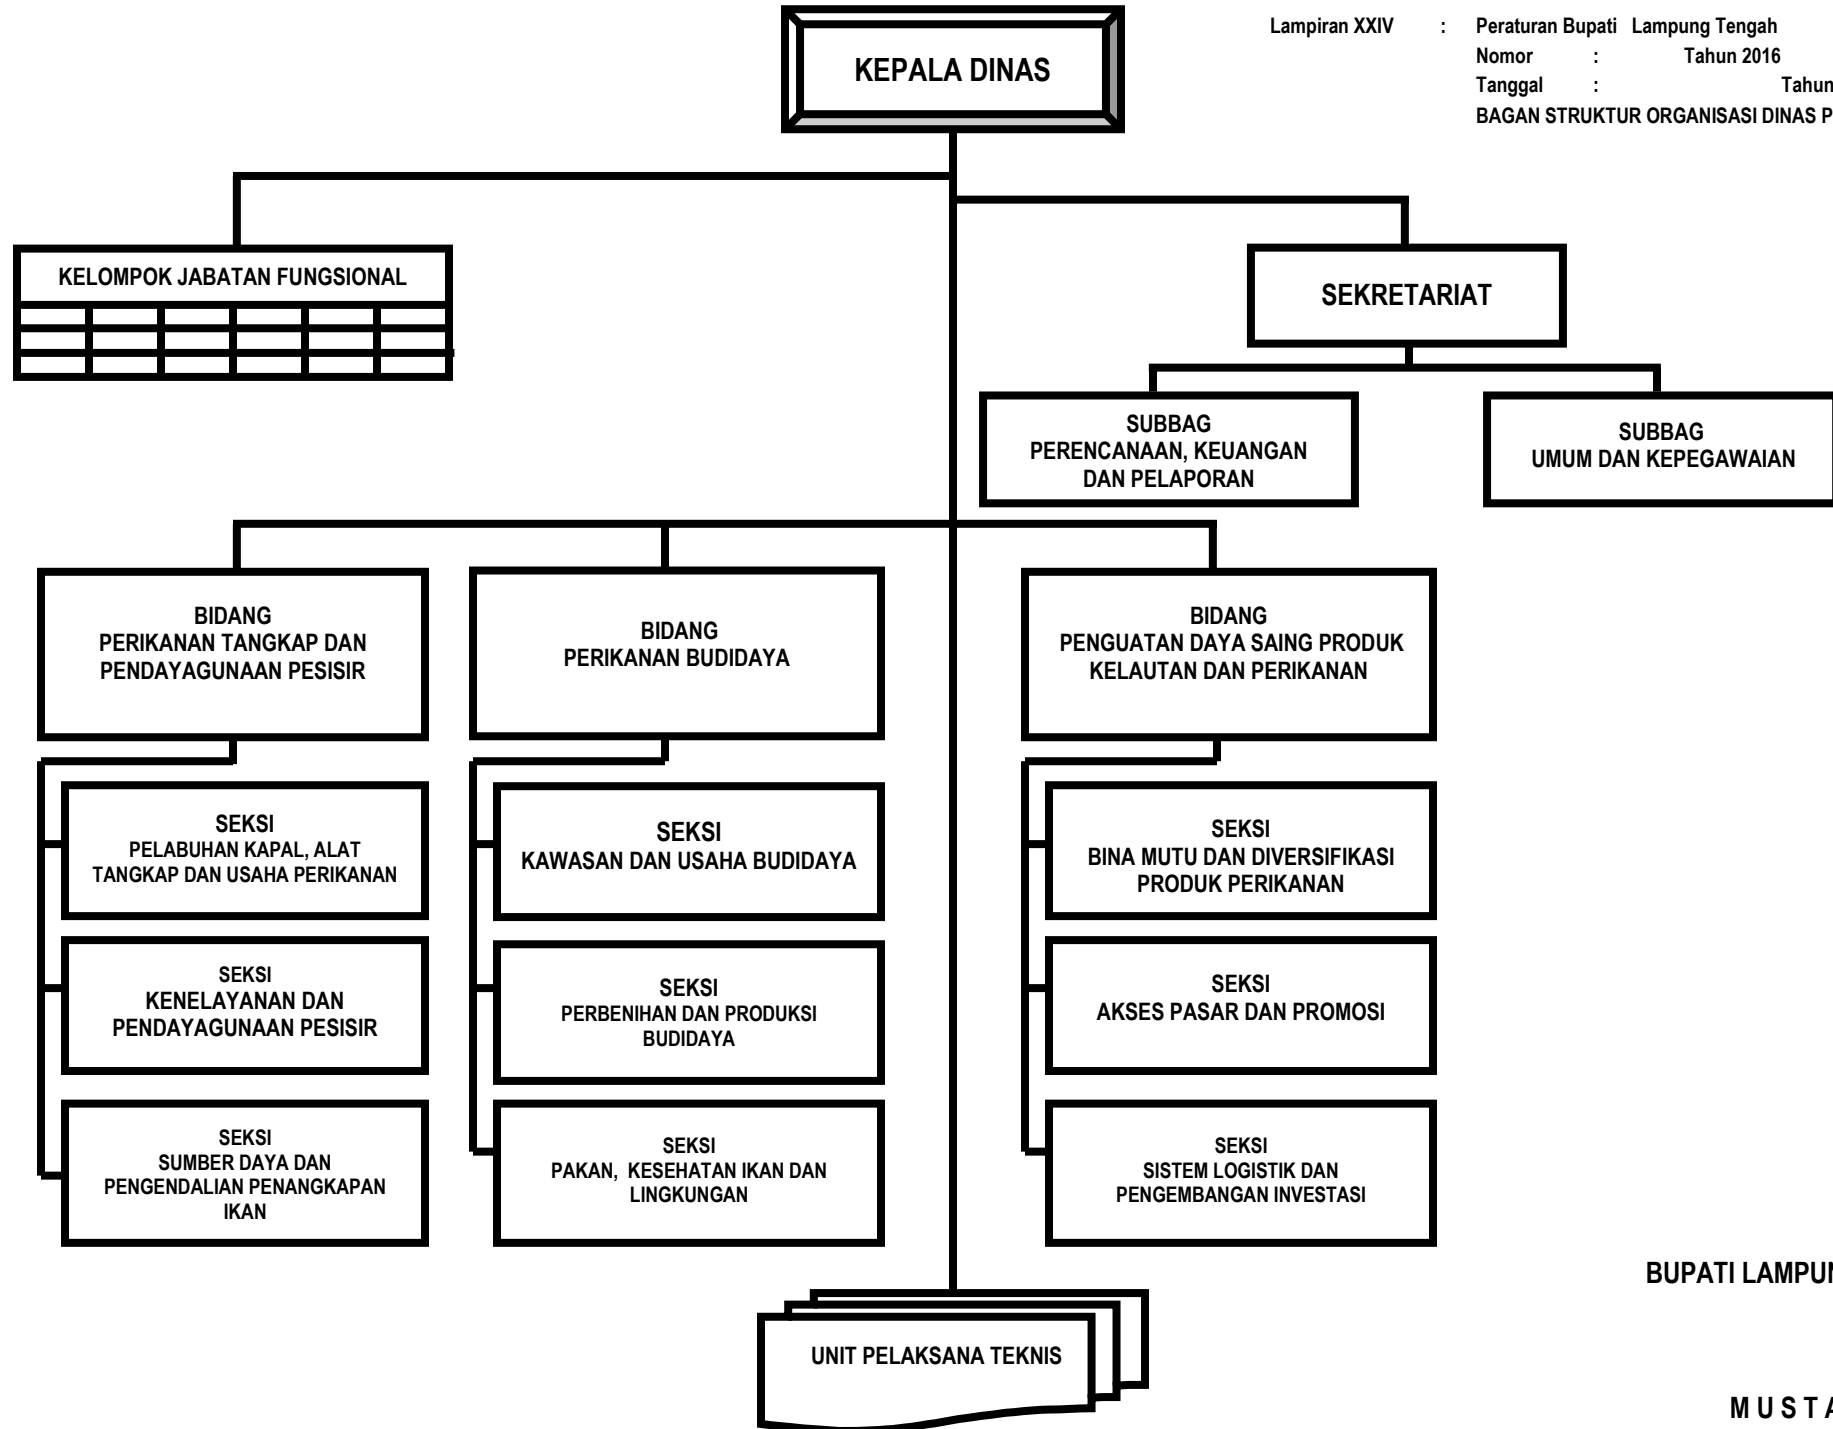 Lampiran XXIV : Peraturan Bupati Lampung Tengah
Nomor : Tahun 2016
Tanggal : Tahun
BAGAN STRUKTUR ORGANISASI DINAS P
KEPALA DINAS
KELOMPOK JABATAN FUNGSIONAL
SEKRETARIAT
SUBBAG
PERENCANAAN, KEUANGAN
DAN PELAPORAN
SUBBAG
UMUM DAN KEPEGAWAIAN
BIDANG
PERIKANAN TANGKAP DAN
PENDAYAGUNAAN PESISIR
BIDANG
PERIKANAN BUDIDAYA
BIDANG
PENGUATAN DAYA SAING PRODUK
KELAUTAN DAN PERIKANAN
SEKSI
PELABUHAN KAPAL, ALAT
TANGKAP DAN USAHA PERIKANAN
SEKSI
KAWASAN DAN USAHA BUDIDAYA
SEKSI
BINA MUTU DAN DIVERSIFIKASI
PRODUK PERIKANAN
SEKSI
KENELAYANAN DAN
PENDAYAGUNAAN PESISIR
SEKSI
PERBENIHAN DAN PRODUKSI
BUDIDAYA
SEKSI
AKSES PASAR DAN PROMOSI
SEKSI
SUMBER DAYA DAN
PENGENDALIAN PENANGKAPAN
IKAN
SEKSI
PAKAN, KESEHATAN IKAN DAN
LINGKUNGAN
SEKSI
SISTEM LOGISTIK DAN
PENGEMBANGAN INVESTASI
UNIT PELAKSANA TEKNIS
BUPATI LAMPUN
M U S T A